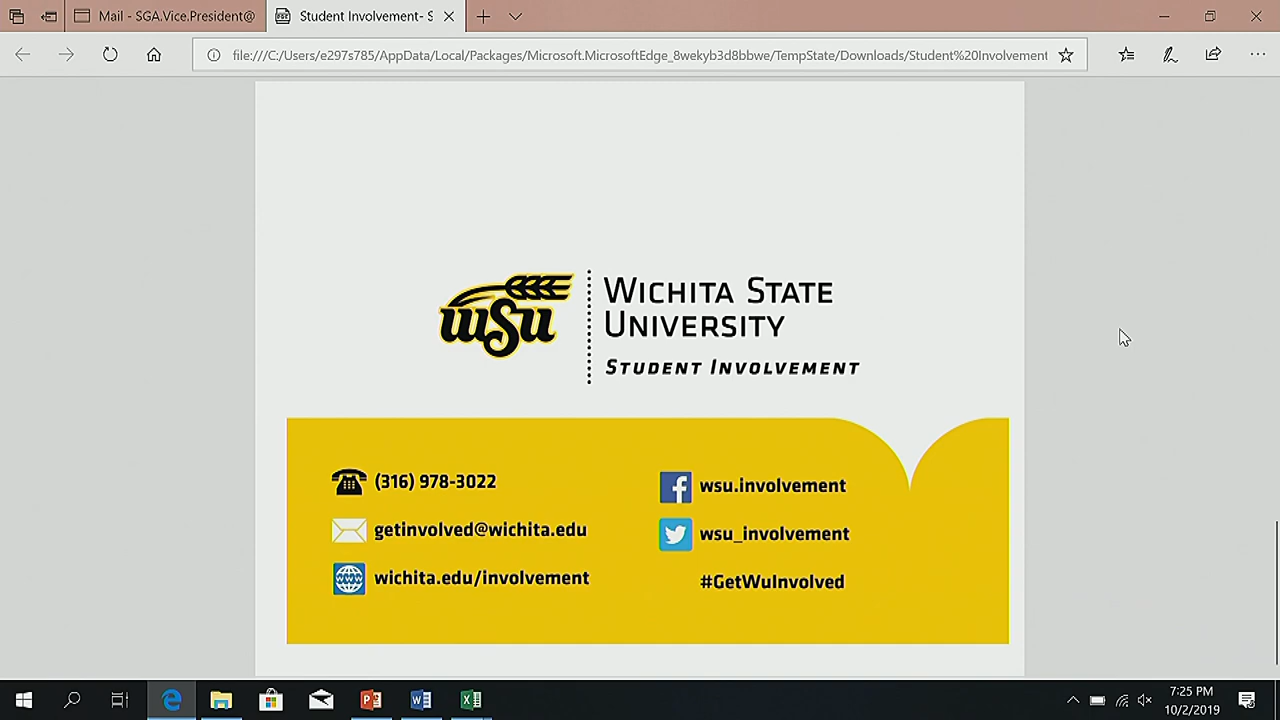 Mail - SGA.Vice.President@
Student Involvement- S
file:///C:/Users/e297s785/AppData/Local/Packages/Microsoft.MicrosoftEdge_8wekyb3d8bbwe/TempState/Downloads/Student%20Involvement
wsu
WICHITA STATE
UNIVERSITY
STUDENT INVOLVEMENT
(316) 978-3022
getinvolved@wichita.edu
www
wichita.edu/involvement
wsu.involvement
wsu_involvement
#GetWuInvolved
7:25 PM
10/2/2019